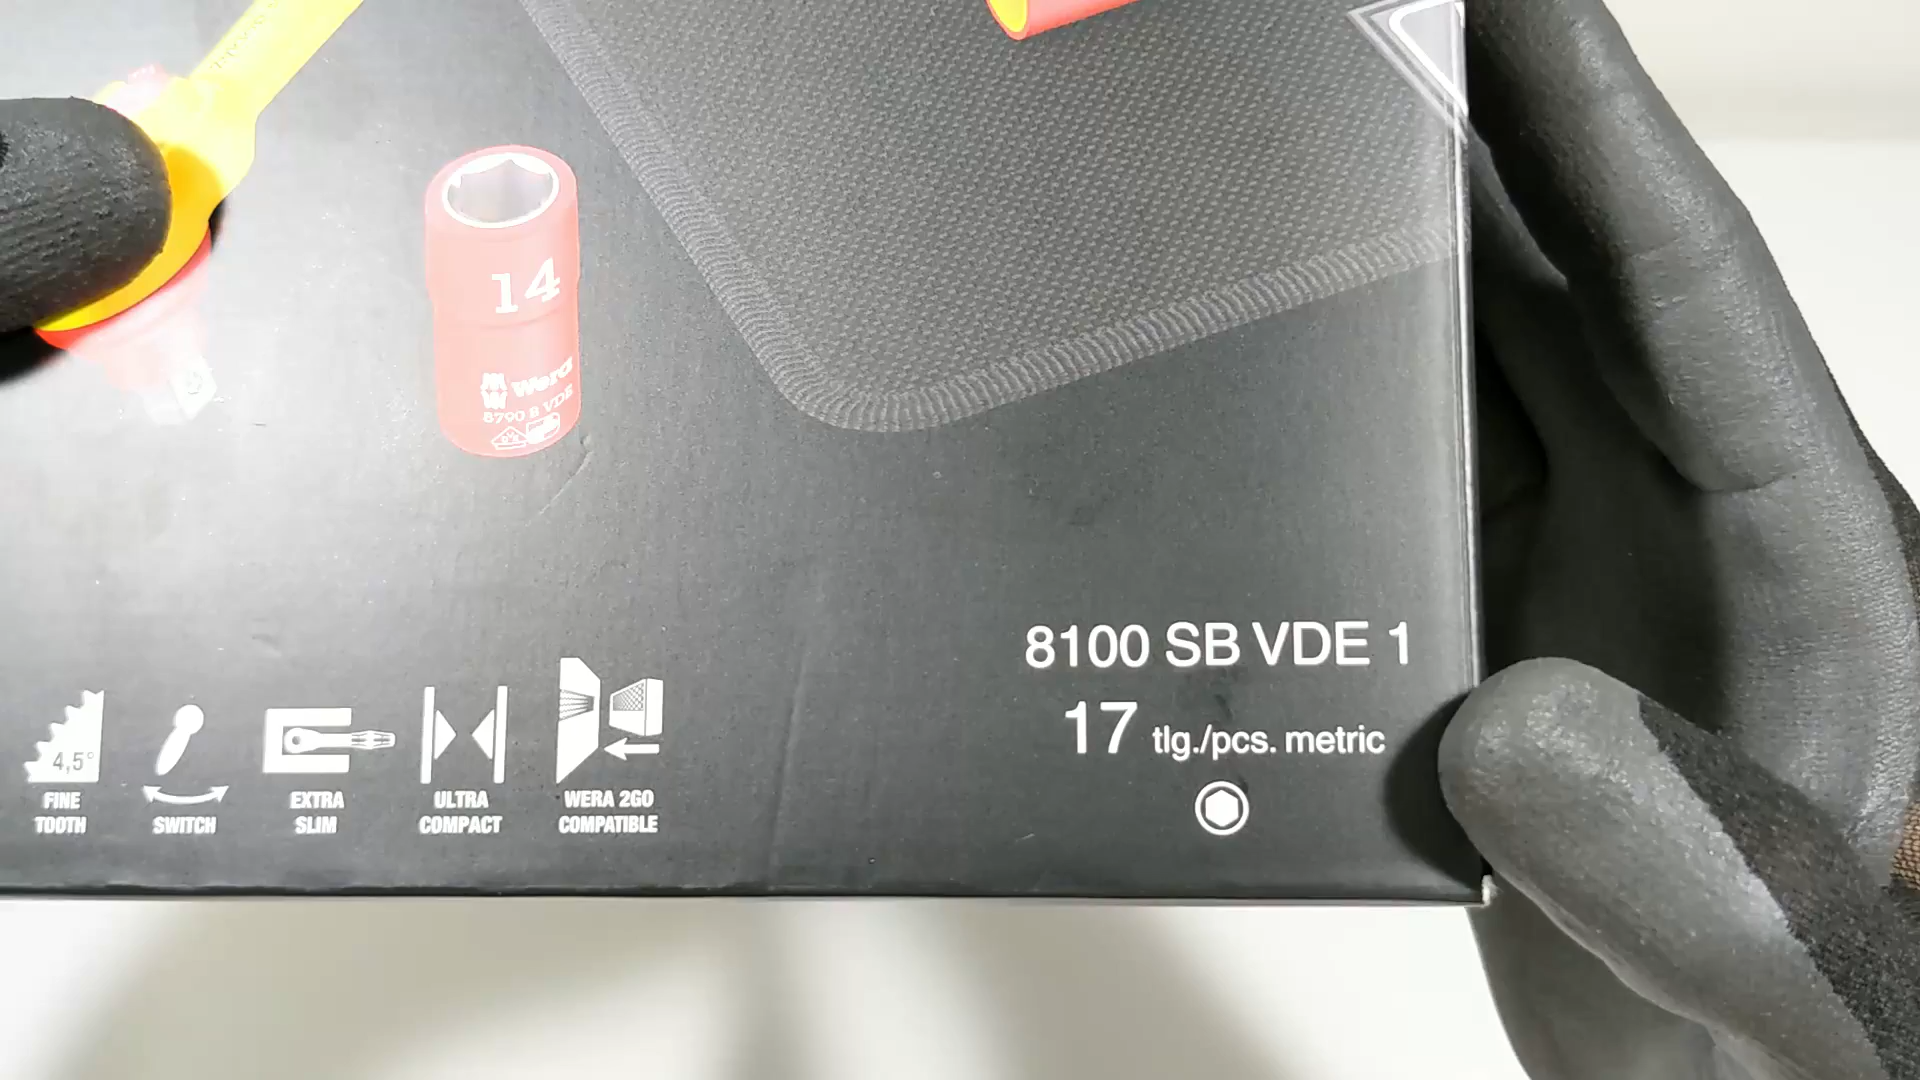 14
Wera
8790 B VDE
8100 SB VDE 1
17 tlg./pcs. metric
4,5°
FINE
TOOTH
SWITCH
EXTRA
SLIM
ULTRA
COMPACT
WERA 2GO
COMPATIBLE